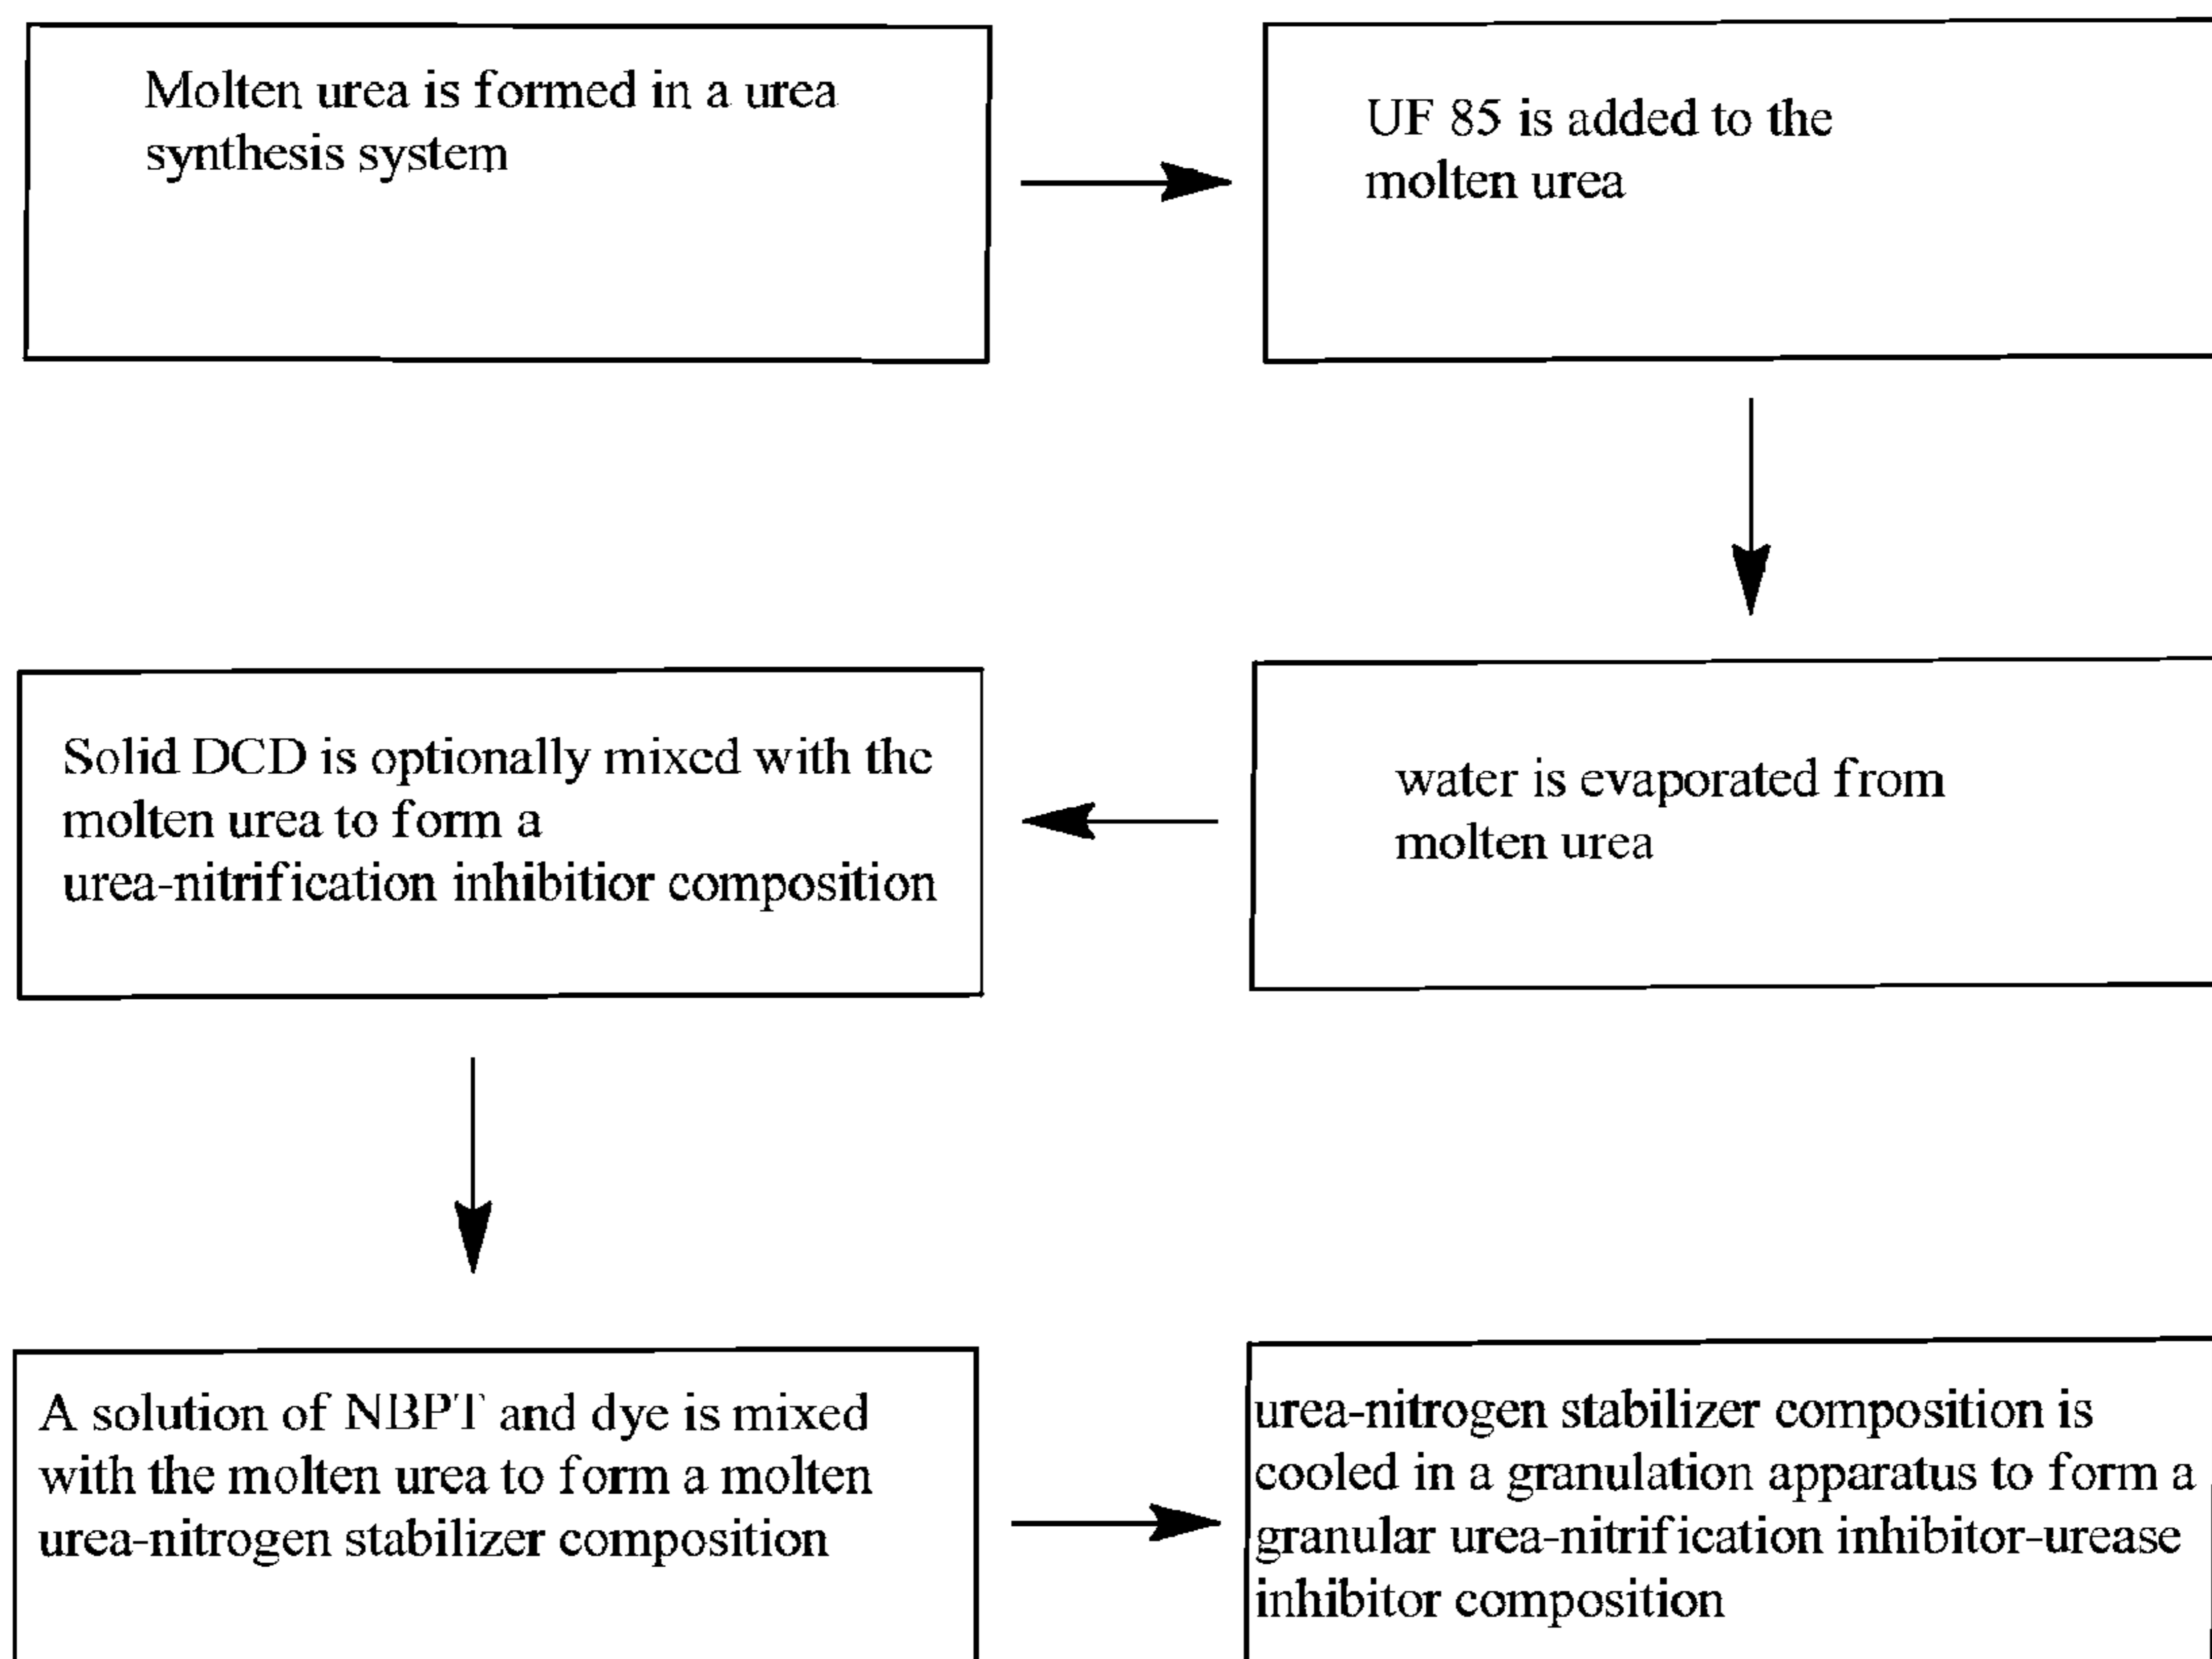 Molten urea is formed in a urea
synthesis system
UF 85 is added to the
molten urea
water is evaporated from
molten urea
Solid DCD is optionally mixed with the
molten urea to form a
urea-nitrification inhibitior composition
A solution of NBPT and dye is mixed
with the molten urea to form a molten
urea-nitrogen stabilizer composition
urea-nitrogen stabilizer composition is
cooled in a granulation apparatus to form a
granular urea-nitrification inhibitor-urease
inhibitor composition